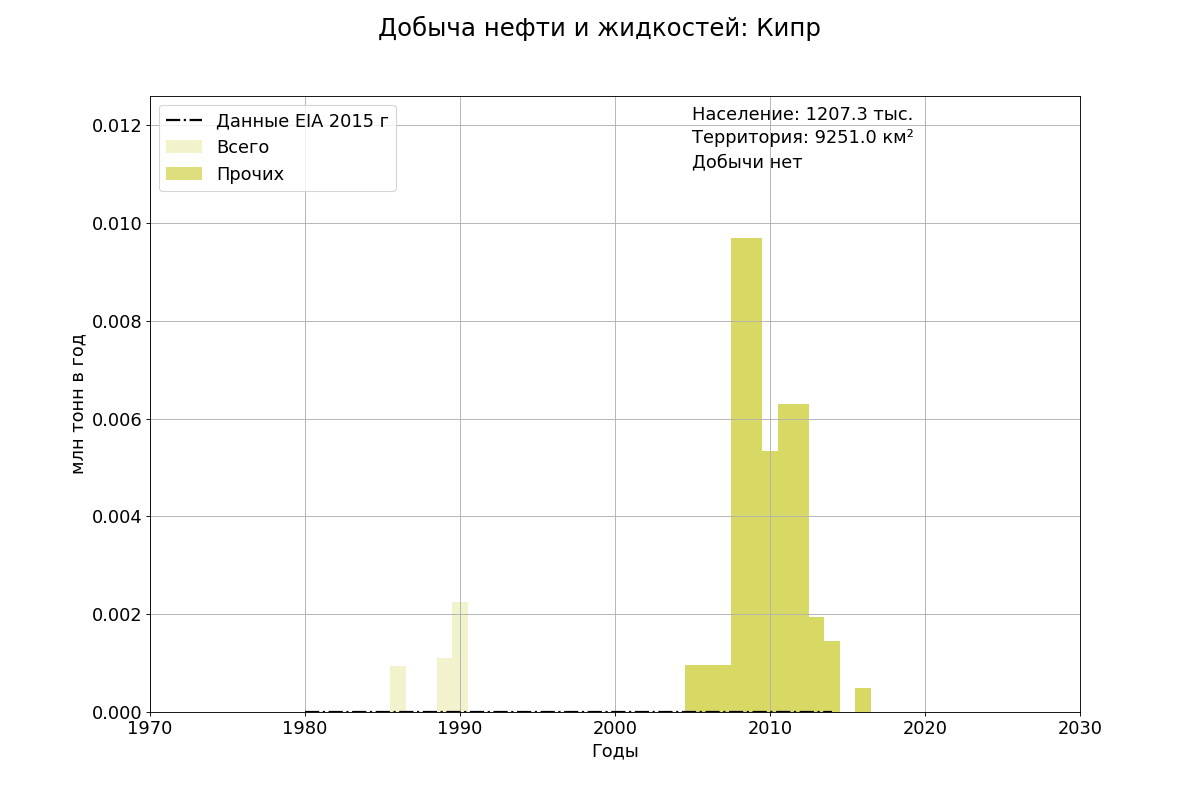 Добыча нефти и жидкостей: Кипр
Данные EIA 2015 г
Всего
Прочих
Население: 1207.3 тыс.
Территория: 9251.0 км²
Добычи нет
млн тонн в год
0.012
0.010
0.008
0.006
0.004
0.002
0.000
1970
1980
1990
2000
2010
2020
2030
Годы